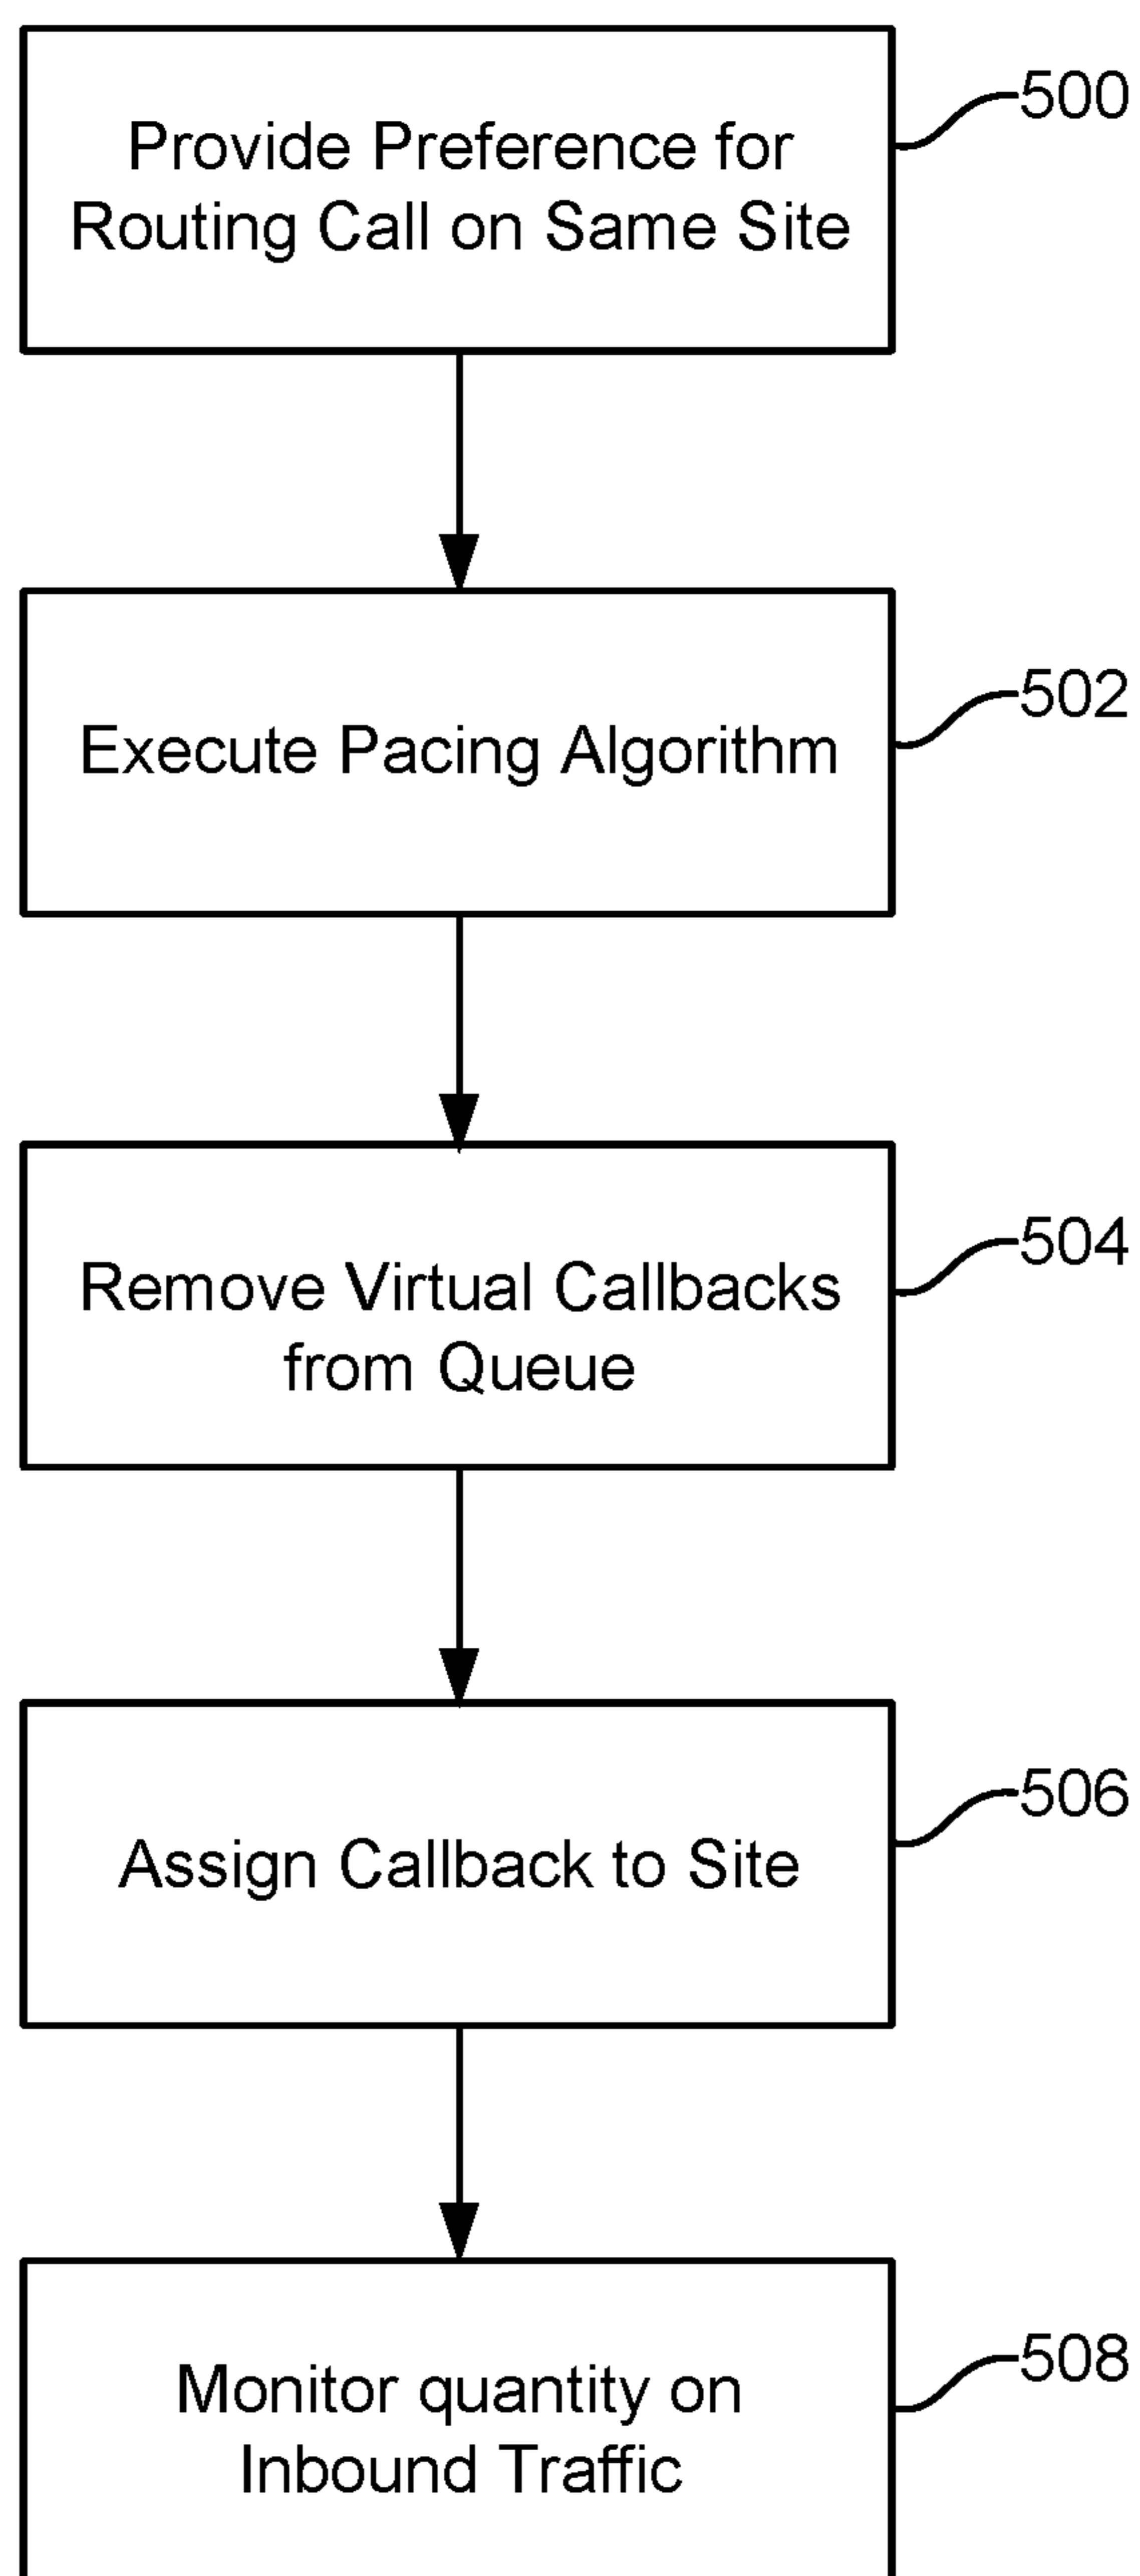 500
Provide Preference for
Routing Call on Same Site
502
Execute Pacing Algorithm
504
Remove Virtual Callbacks
from Queue
506
Assign Callback to Site
508
Monitor quantity on
Inbound Traffic